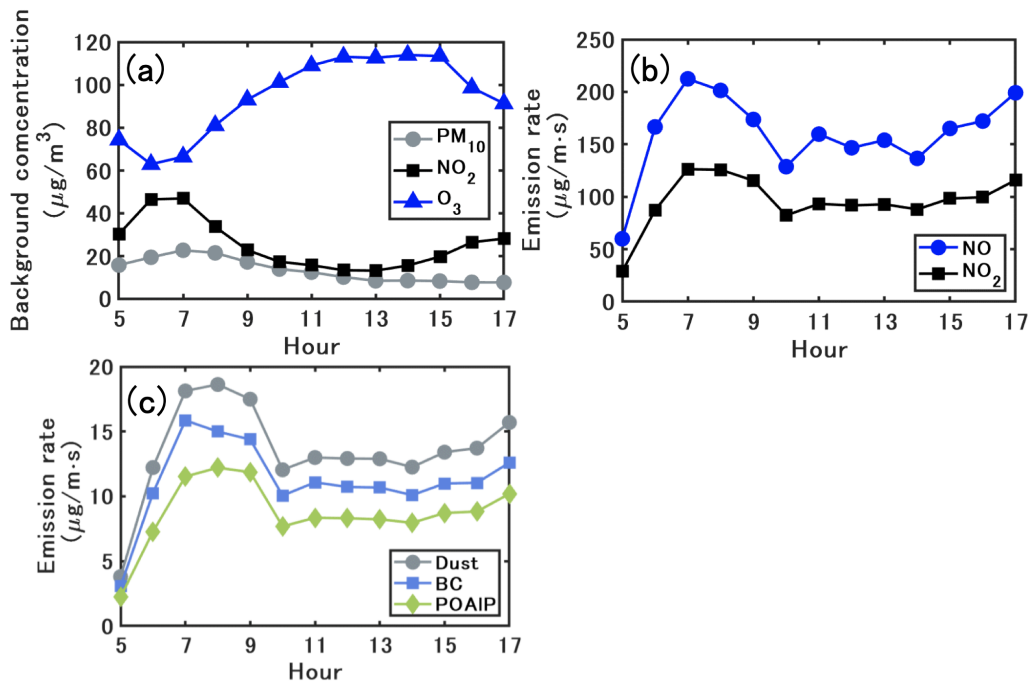 (a)
Background comcentration
(μg/m³)
120
100
80
60
40
20
0
PM₁₀
NO₂
O₃
5 7 9 11 13 15 17
Hour
(b)
Emission rate
(μg/m·s)
250
200
150
100
50
0
NO
NO₂
5 7 9 11 13 15 17
Hour
(c)
Emission rate
(μg/m·s)
20
15
10
5
0
Dust
BC
POAIP
5 7 9 11 13 15 17
Hour